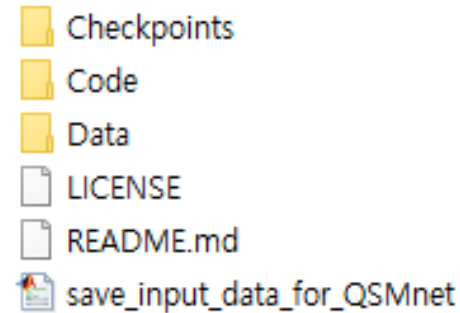 Checkpoints
Code
Data
LICENSE
README.md
save_input_data_for_QSMnet